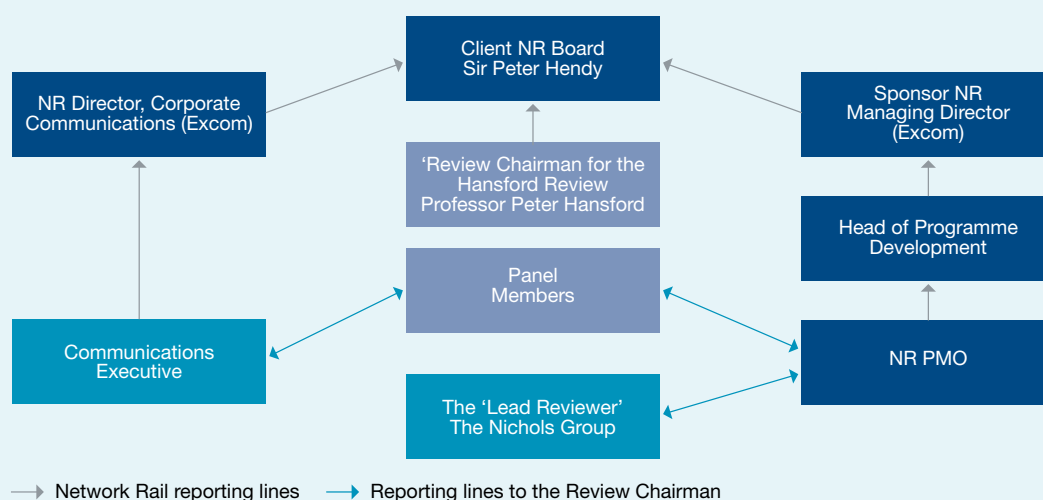 Client NR Board
Sir Peter Hendy
NR Director, Corporate
Communications (Excom)
Sponsor NR
Managing Director
(Excom)
‘Review Chairman for the
Hansford Review
Professor Peter Hansford
Head of Programme
Development
Panel
Members
Communications
Executive
NR PMO
The ‘Lead Reviewer’
The Nichols Group
Network Rail reporting lines
Reporting lines to the Review Chairman